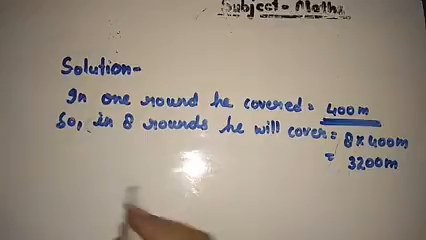 Subject- Maths
Solution-
In one round he covered = 400m
So, in 8 rounds he will cover = 8 x 400m
= 3200m